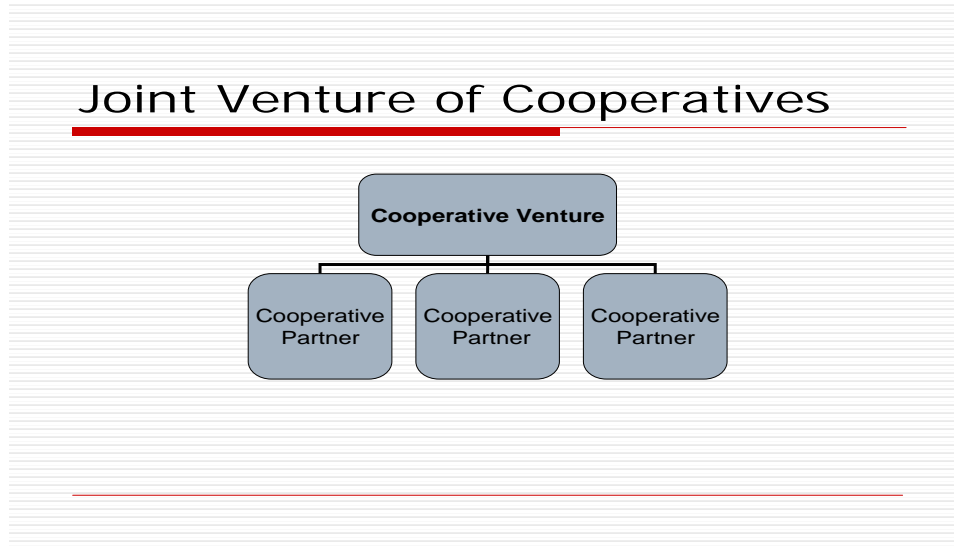 Joint Venture of Cooperatives
Cooperative Venture
Cooperative
Partner
Cooperative
Partner
Cooperative
Partner